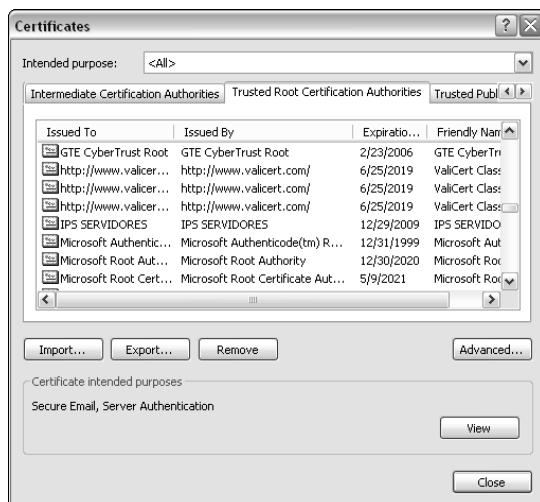 Certificates
Intended purpose: <All>
Intermediate Certification Authorities Trusted Root Certification Authorities Trusted Publ
Issued To Issued By Expiratio... Friendly Nam
GTE CyberTrust Root GTE CyberTrust Root 2/23/2006 GTE CyberTru
http://www.valicer... http://www.valicert.com/ 6/25/2019 ValiCert Class
http://www.valicer... http://www.valicert.com/ 6/25/2019 ValiCert Class
http://www.valicer... http://www.valicert.com/ 6/25/2019 ValiCert Class
IPS SERVIDORES IPS SERVIDORES 12/29/2009 IPS SERVIDO
Microsoft Authentic... Microsoft Authenticode(tm) R... 12/31/1999 Microsoft Aut
Microsoft Root Aut... Microsoft Root Authority 12/30/2020 Microsoft Roo
Microsoft Root Cert... Microsoft Root Certificate Aut... 5/9/2021 Microsoft Roo
Import... Export... Remove Advanced...
Certificate intended purposes
Secure Email, Server Authentication
View
Close